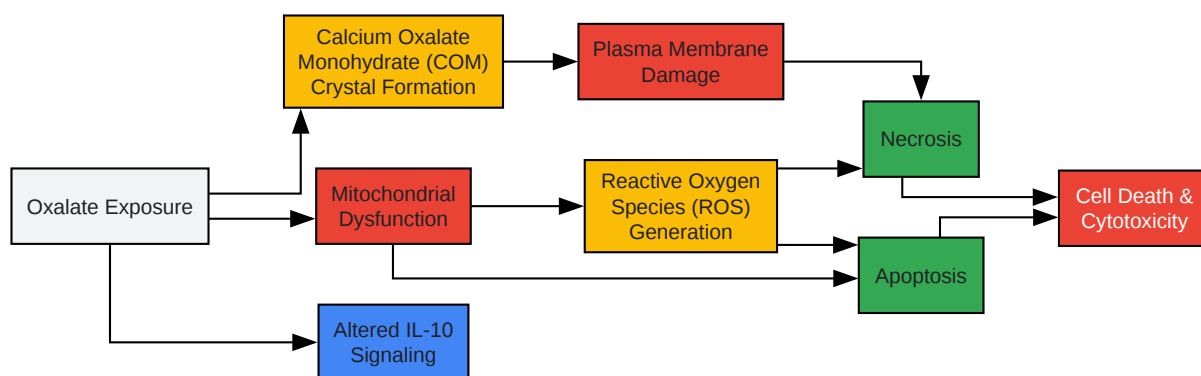 Calcium Oxalate
Monohydrate (COM)
Crystal Formation
Plasma Membrane
Damage
Necrosis
Oxalate Exposure
Mitochondrial
Dysfunction
Reactive Oxygen
Species (ROS)
Generation
Cell Death &
Cytotoxicity
Apoptosis
Altered IL-10
Signaling